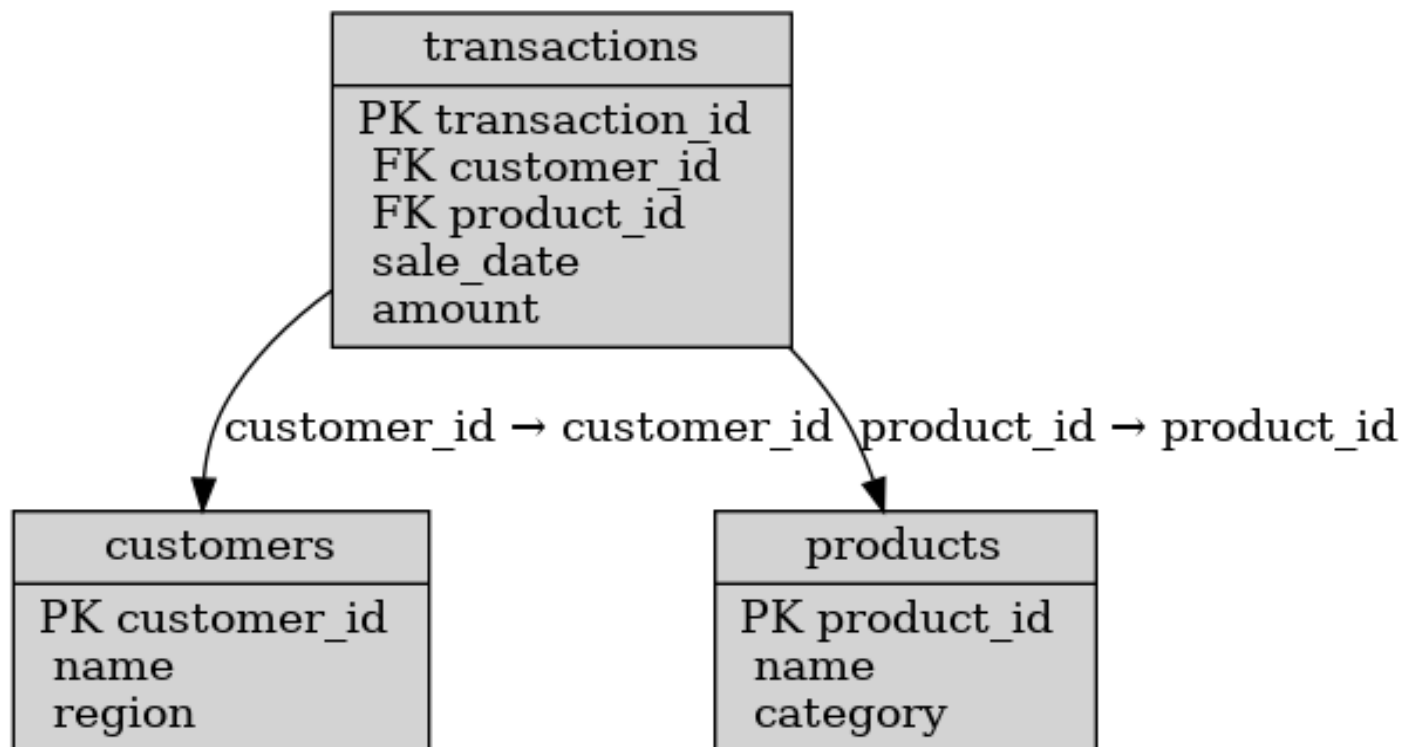 transactions
PK transaction_id
FK customer_id
FK product_id
sale_date
amount
customer_id → customer_id
product_id → product_id
customers
PK customer_id
name
region
products
PK product_id
name
category